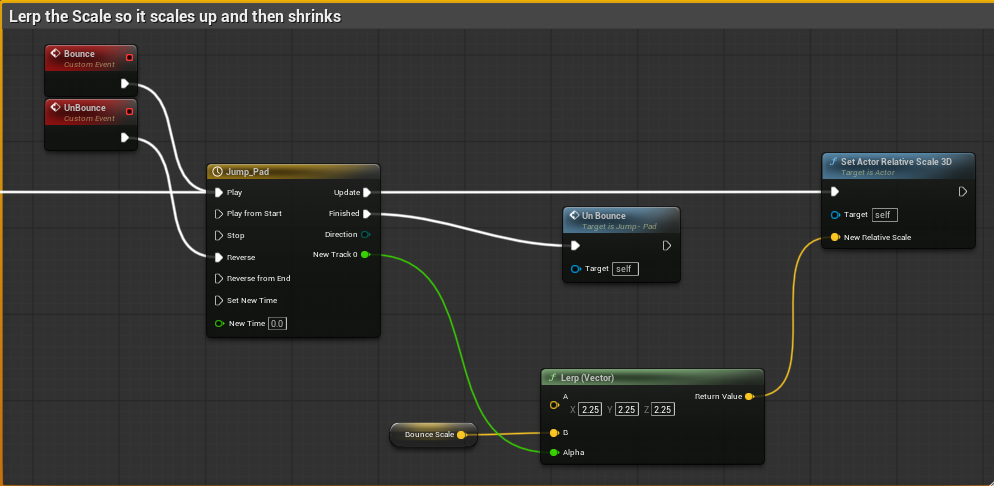 Lerp the Scale so it scales up and then shrinks
Bounce
Custom Event
UnBounce
Custom Event
Jump_Pad
Play
Update
Play from Start
Finished
Stop
Direction
Reverse
New Track 0
Reverse from End
Set New Time
New Time 0.0
Un Bounce
Target is Jump- Pad
Target self
Set Actor Relative Scale 3D
Target is Actor
Target self
New Relative Scale
Lerp (Vector)
A
Return Value
X 2.25 Y 2.25 Z 2.25
B
Alpha
Bounce Scale